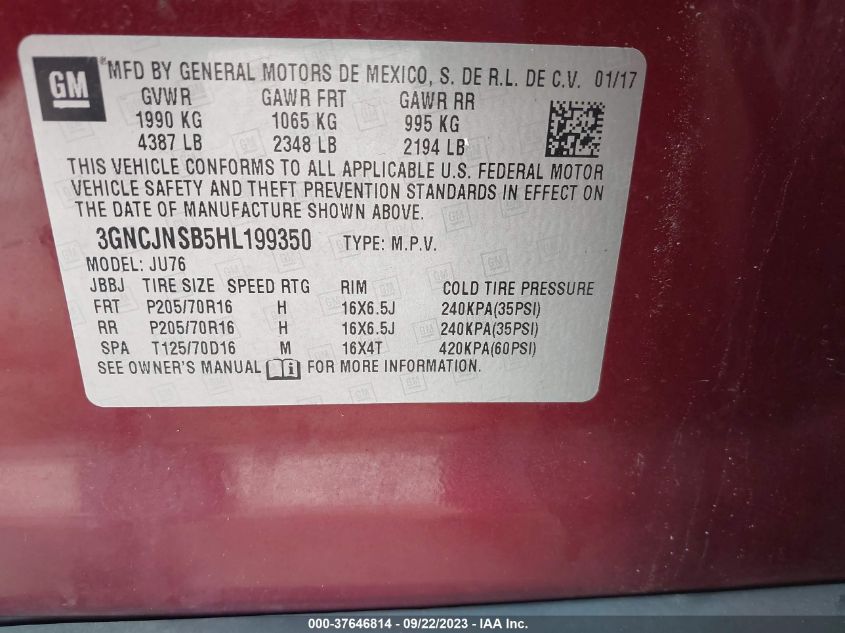 GM
MFD BY GENERAL MOTORS DE MEXICO, S. DE R.L. DE C.V. 01/17
GVWR GAWR FRT GAWR RR
1990 KG 1065 KG 995 KG
4387 LB 2348 LB 2194 LB
THIS VEHICLE CONFORMS TO ALL APPLICABLE U.S. FEDERAL MOTOR
VEHICLE SAFETY AND THEFT PREVENTION STANDARDS IN EFFECT ON
THE DATE OF MANUFACTURE SHOWN ABOVE.
3GNCJNSB5HL199350 TYPE: M.P.V.
MODEL: JU76
JBBJ TIRE SIZE SPEED RTG RIM COLD TIRE PRESSURE
FRT P205/70R16 H 16X6.5J 240KPA(35PSI)
RR P205/70R16 H 16X6.5J 240KPA(35PSI)
SPA T125/70D16 M 16X4T 420KPA(60PSI)
SEE OWNER'S MANUAL FOR MORE INFORMATION.
000-37646814 - 09/22/2023 - IAA Inc.